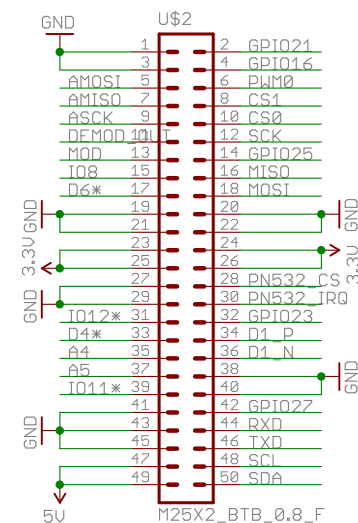 U$2
GND
1 2 GPIO21
3 4 GPIO16
AMOSI 5 6 PWM0
AMISO 7 8 CS1
ASCK 9 10 CS0
DEMOD_OUT 11 12 SCK
MOD 13 14 GPIO25
IO8 15 16 MISO
D6* 17 18 MOSI
GND 19 20 GND
21 22
3.3V 23 24 3.3V
25 26
27 28 PN532_CS
GND 29 30 PN532_IRQ
IO12* 31 32 GPIO23
D4* 33 34 D1_P
A4 35 36 D1_N
A5 37 38 GND
IO11* 39 40
41 42 GPIO27
GND 43 44 RXD
45 46 TXD
47 48 SCL
49 50 SDA
5V
M25X2_BTB_0.8_F